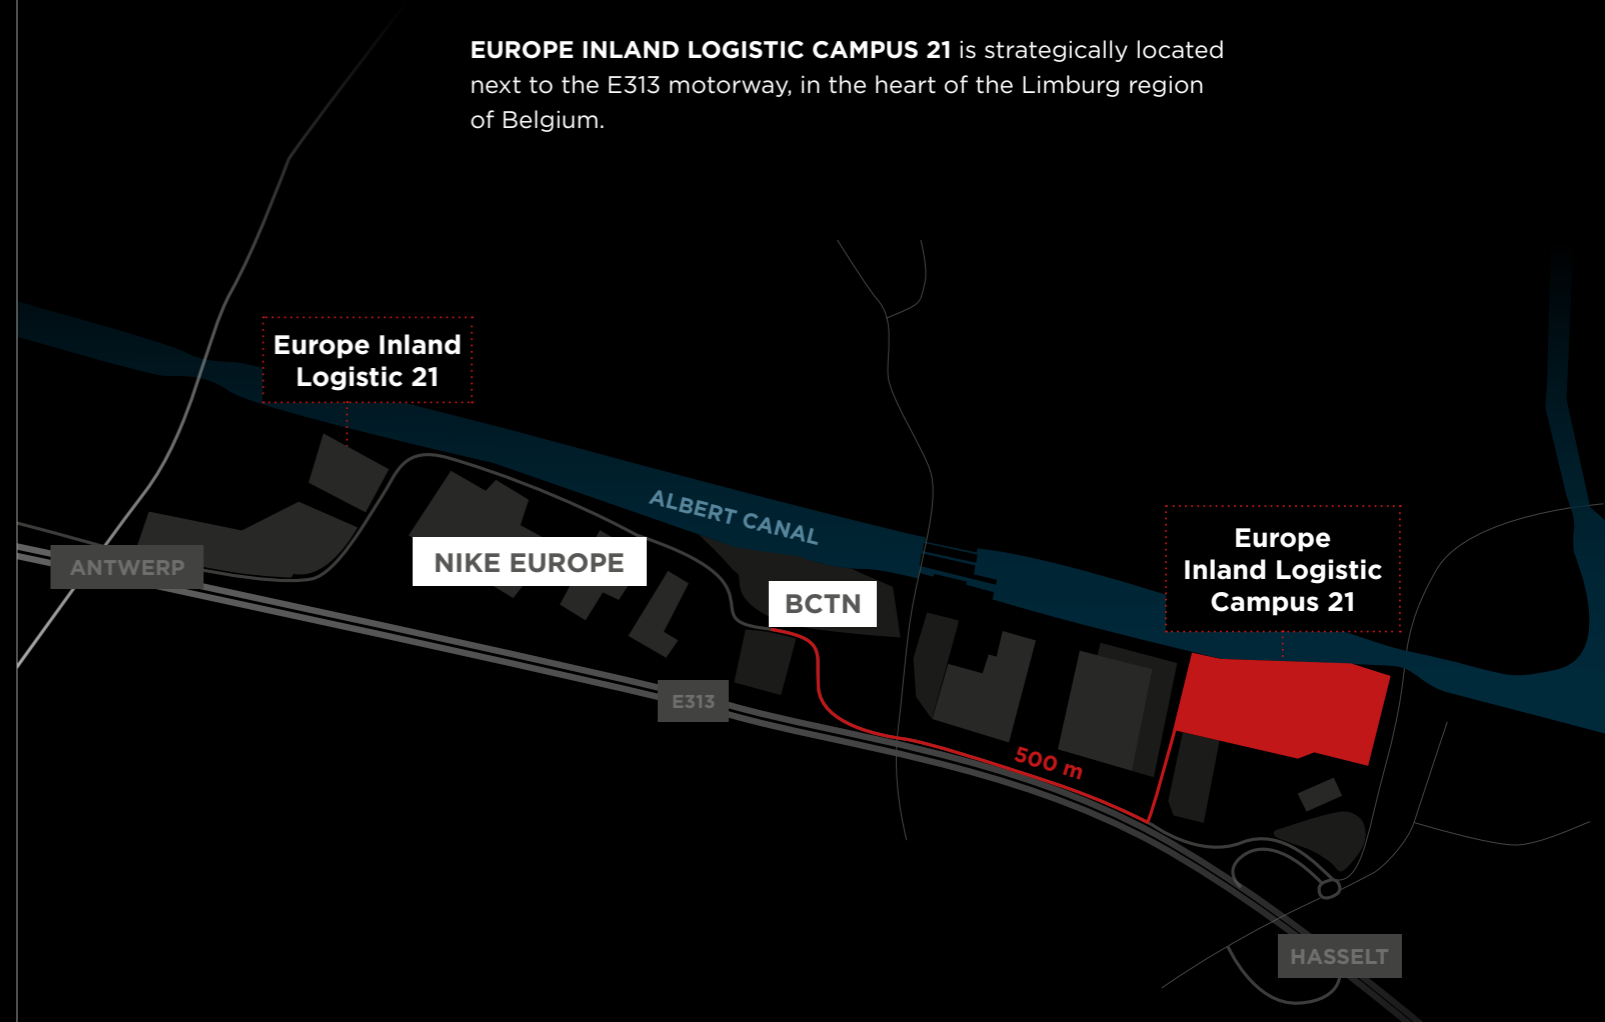 EUROPE INLAND LOGISTIC CAMPUS 21 is strategically located
next to the E313 motorway, in the heart of the Limburg region
of Belgium.
Europe Inland
Logistic 21
ALBERT CANAL
Europe
Inland Logistic
Campus 21
NIKE EUROPE
ANTWERP
BCTN
E313
500 m
HASSELT